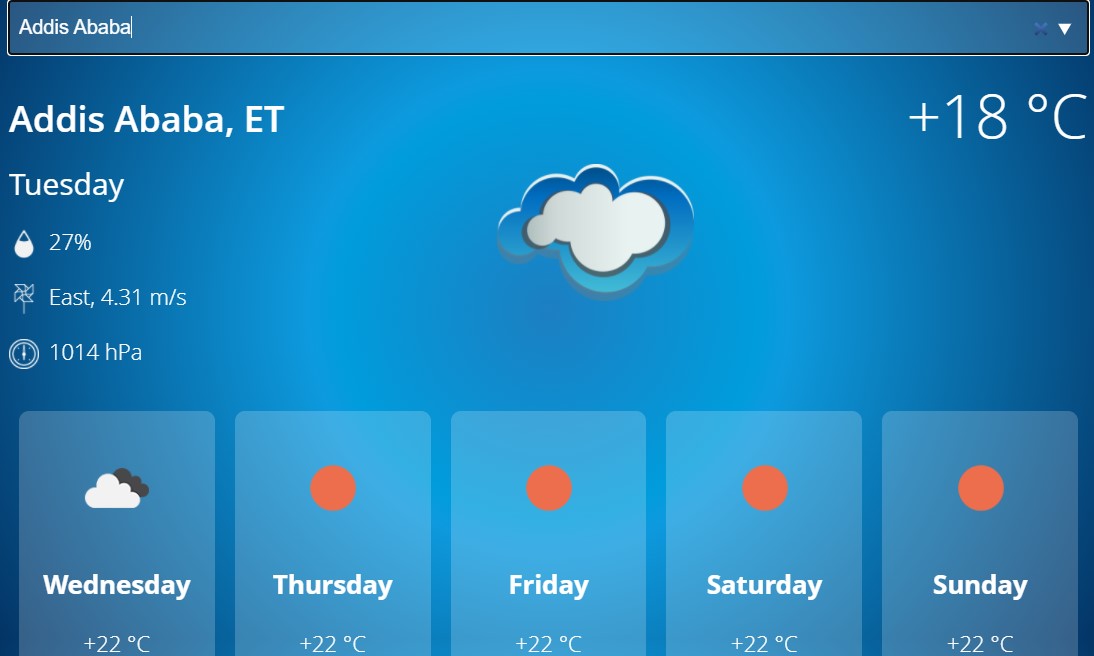 Addis Ababa
Addis Ababa, ET
+18 °C
Tuesday
27%
East, 4.31 m/s
1014 hPa
Wednesday
Thursday
Friday
Saturday
Sunday
+22 °C
+22 °C
+22 °C
+22 °C
+22 °C